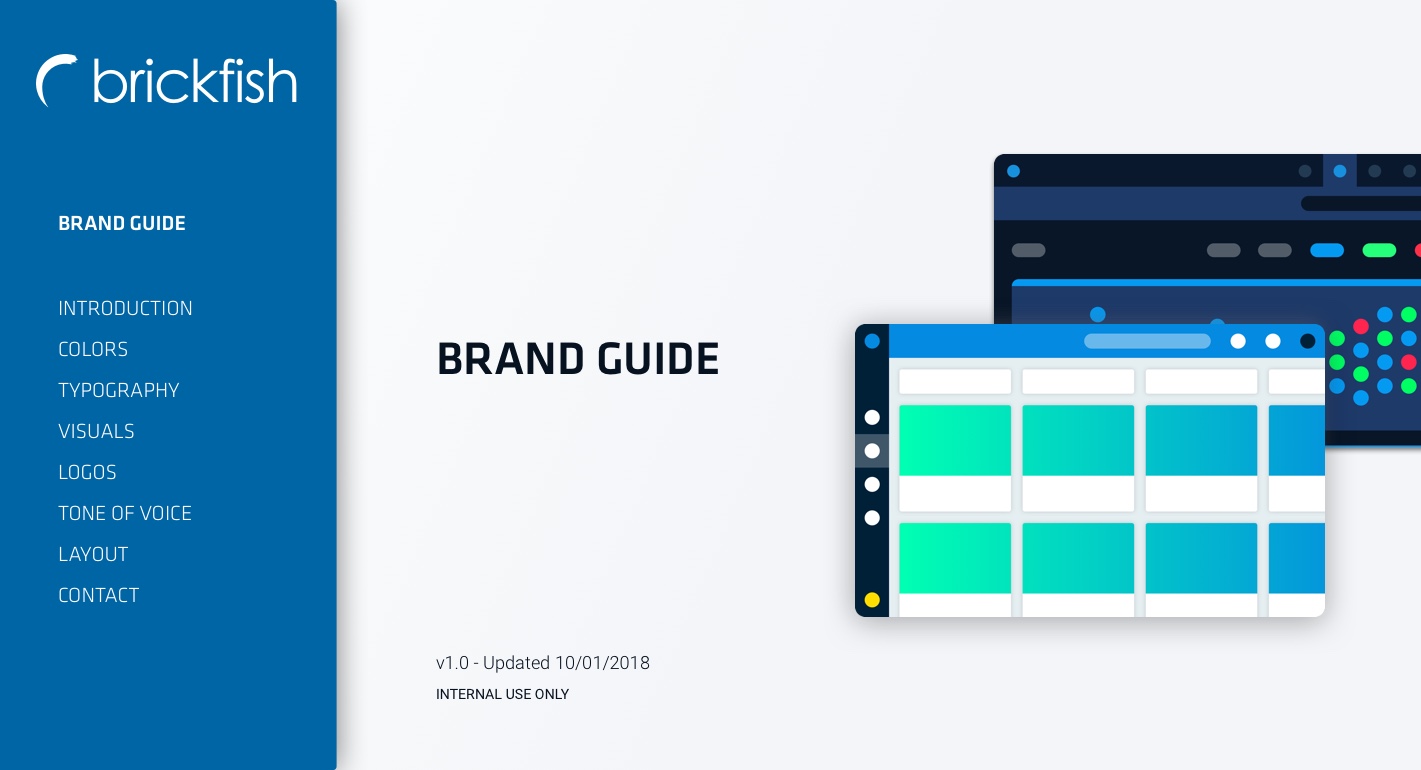 brickfish
BRAND GUIDE
INTRODUCTION
COLORS
TYPOGRAPHY
VISUALS
LOGOS
TONE OF VOICE
LAYOUT
CONTACT
BRAND GUIDE
v1.0 - Updated 10/01/2018
INTERNAL USE ONLY